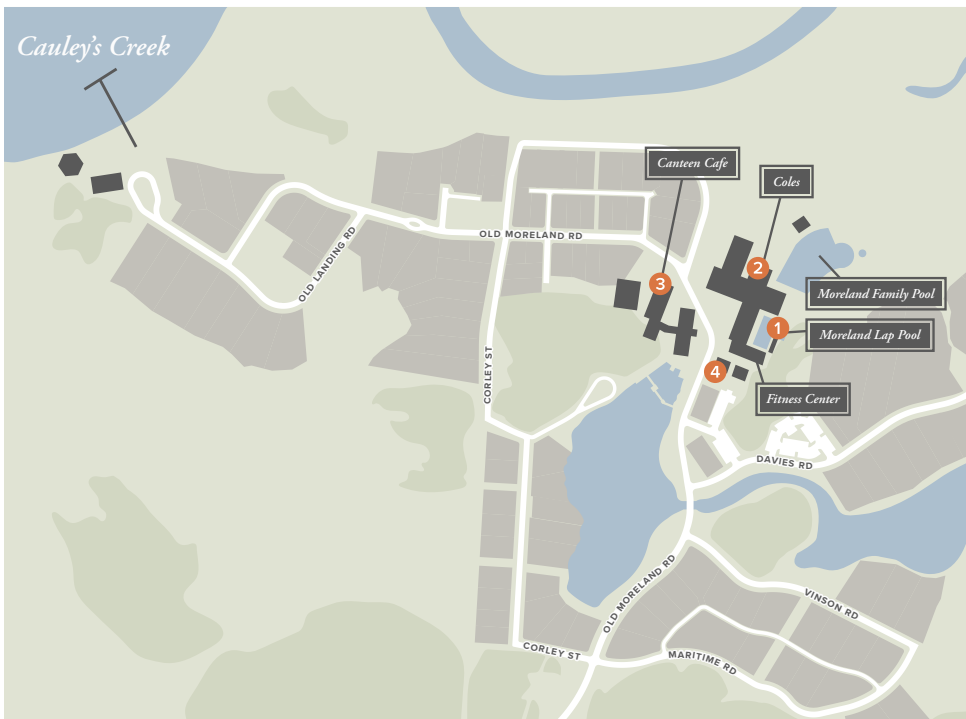 Cauley's Creek
Canteen Cafe
Coles
OLD MORELAND RD
OLD LANDING RD
2
3
Moreland Family Pool
1
Moreland Lap Pool
CORLEY ST
4
Fitness Center
DAVIES RD
OLD MORELAND RD
VINSON RD
CORLEY ST
MARITIME RD